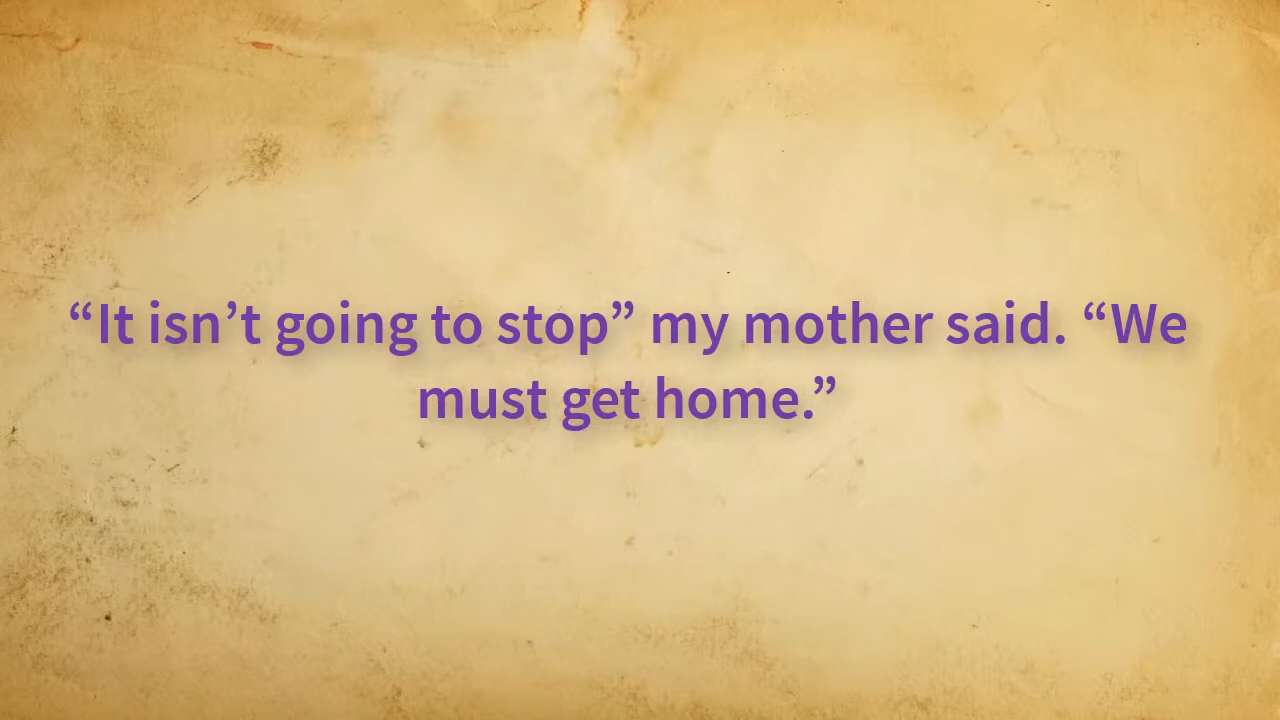 “It isn’t going to stop” my mother said. “We
must get home.”